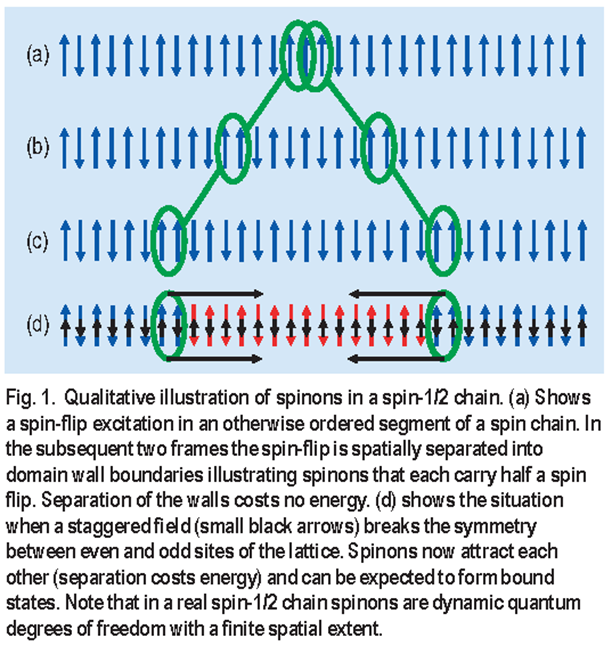 (a)
(b)
(c)
(d)
Fig. 1. Qualitative illustration of spinons in a spin-1/2 chain. (a) Shows
a spin-flip excitation in an otherwise ordered segment of a spin chain. In
the subsequent two frames the spin-flip is spatially separated into
domain wall boundaries illustrating spinons that each carry half a spin
flip. Separation of the walls costs no energy. (d) shows the situation
when a staggered field (small black arrows) breaks the symmetry
between even and odd sites of the lattice. Spinons now attract each
other (separation costs energy) and can be expected to form bound
states. Note that in a real spin-1/2 chain spinons are dynamic quantum
degrees of freedom with a finite spatial extent.